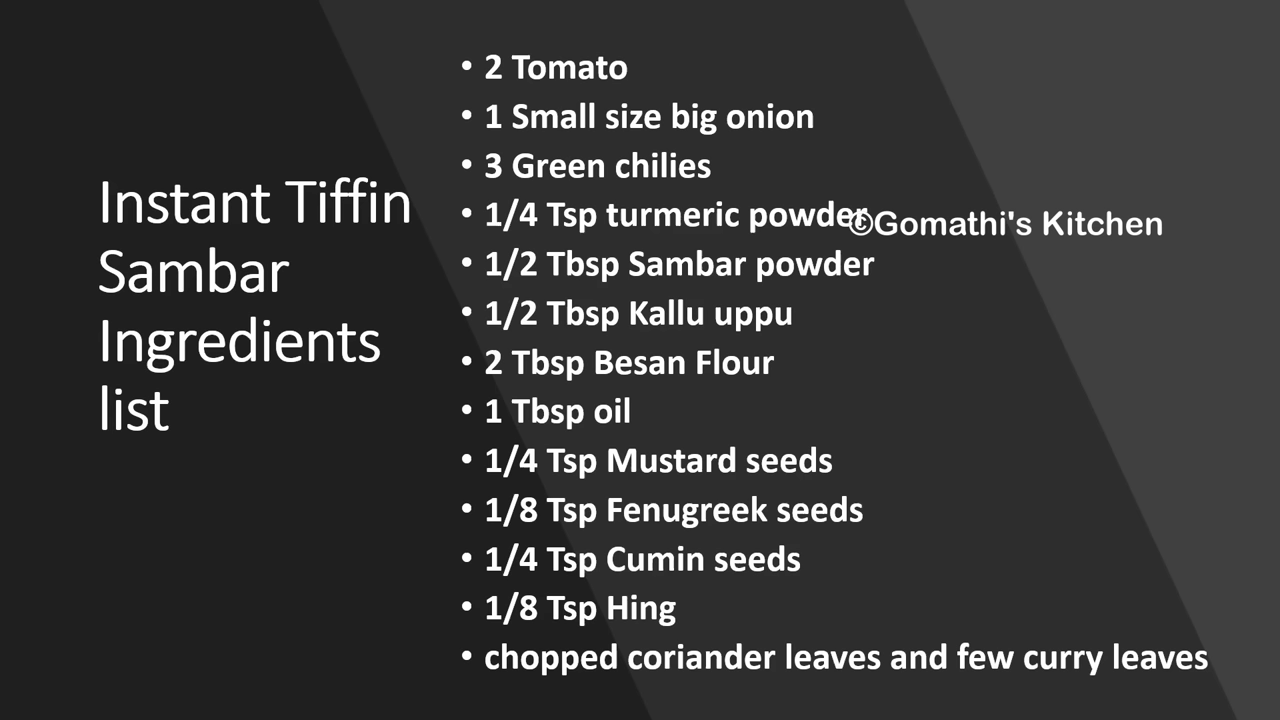 Instant Tiffin
Sambar
Ingredients
list
• 2 Tomato
• 1 Small size big onion
• 3 Green chilies
• 1/4 Tsp turmeric powder
©Gomathi's Kitchen
• 1/2 Tbsp Sambar powder
• 1/2 Tbsp Kallu uppu
• 2 Tbsp Besan Flour
• 1 Tbsp oil
• 1/4 Tsp Mustard seeds
• 1/8 Tsp Fenugreek seeds
• 1/4 Tsp Cumin seeds
• 1/8 Tsp Hing
• chopped coriander leaves and few curry leaves